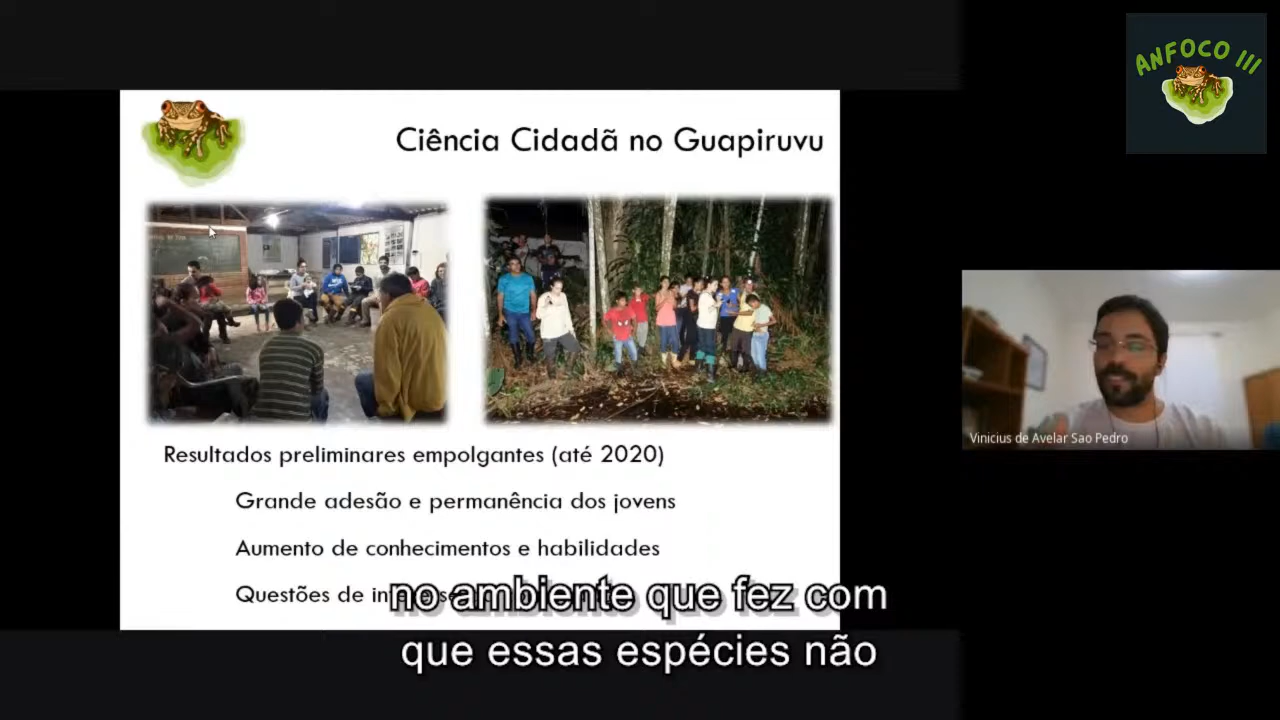 ANFOCO III
Ciência Cidadã no Guapiruvu
Resultados preliminares empolgantes (até 2020)
Grande adesão e permanência dos jovens
Aumento de conhecimentos e habilidades
Questões de
no ambiente que fez com
que essas espécies não
Vinicius de Avelar Sao Pedro